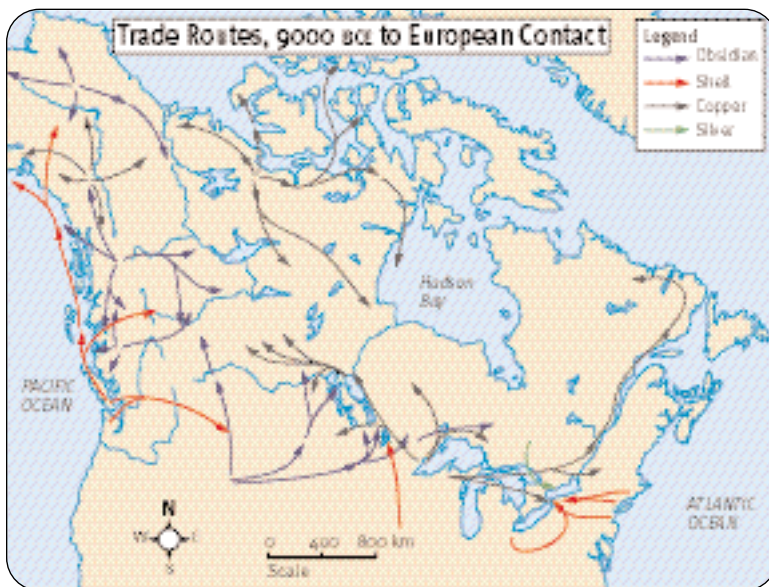 Trade Routes, 9000 BCE to European Contact
Legend
Obsidian
Shell
Copper
Silver
Hudson
Bay
PACIFIC
OCEAN
ATLANTIC
OCEAN
N
W E
S
0 400 800 km
Scale